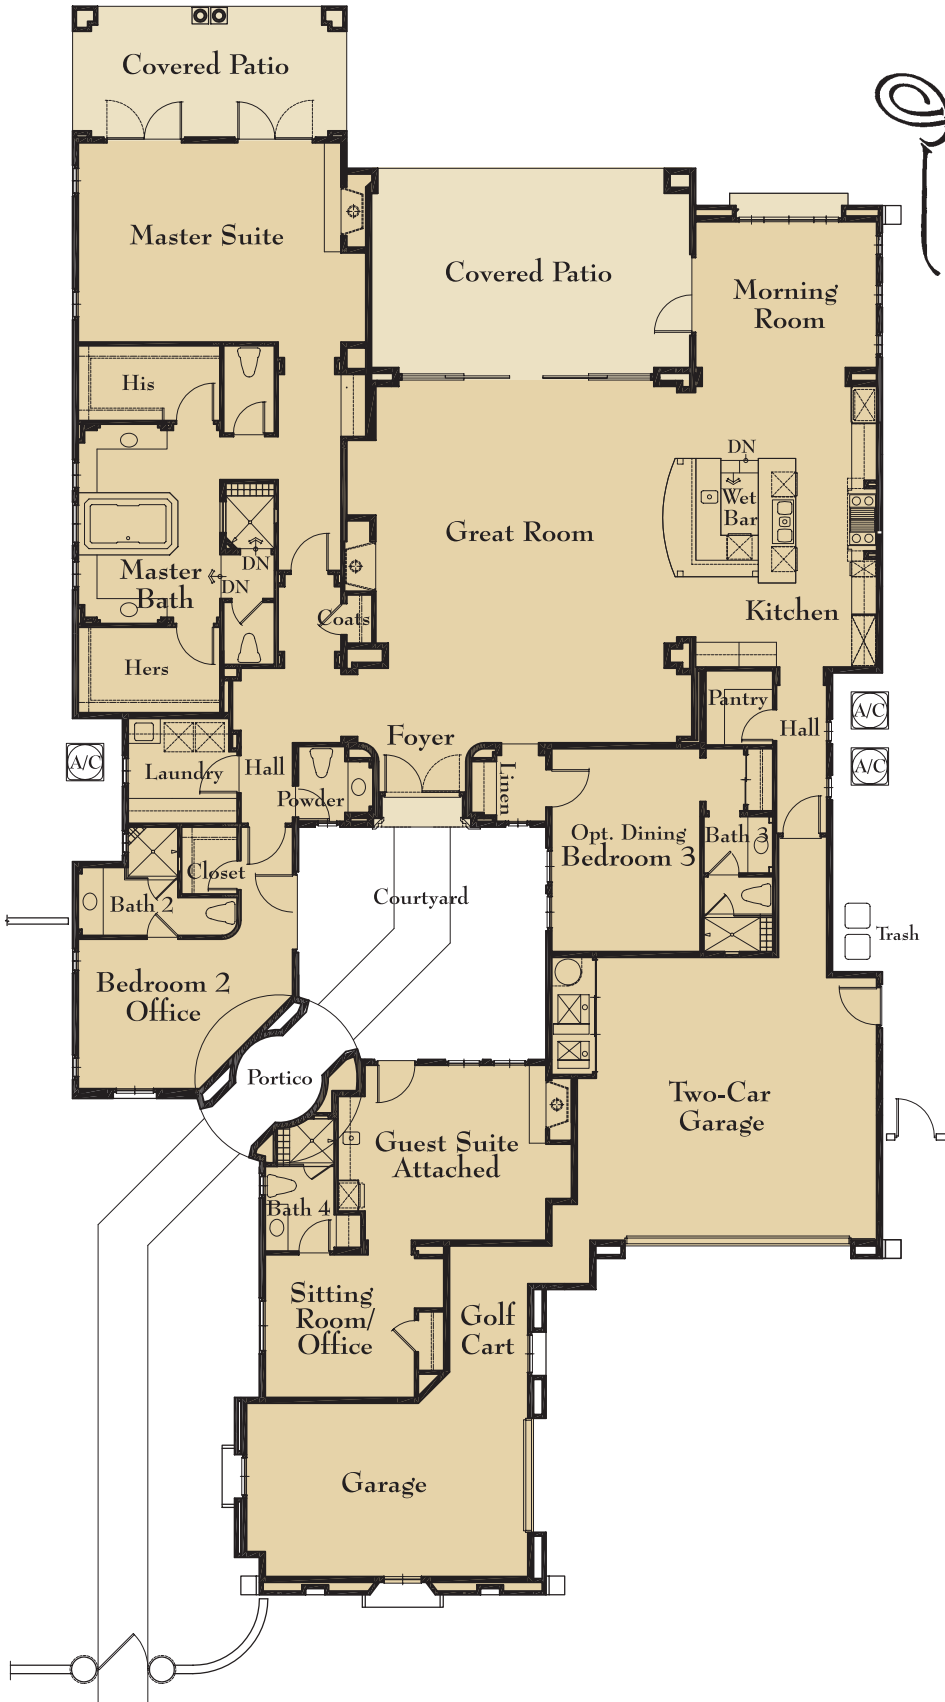 Covered Patio
Master Suite
Covered Patio
Morning
Room
His
DN
Wet
Bar
Great Room
DN
Master
Bath
DN
Kitchen
Coats
Hers
Pantry
A/C
Hall
Foyer
A/C
Laundry
Hall
A/C
Linen
Powder
Opt. Dining
Bedroom 3
Bath 3
Closet
Courtyard
Bath 2
Trash
Bedroom 2
Office
Portico
Two-Car
Garage
Guest Suite
Attached
Bath 4
Sitting
Room/
Office
Golf
Cart
Garage